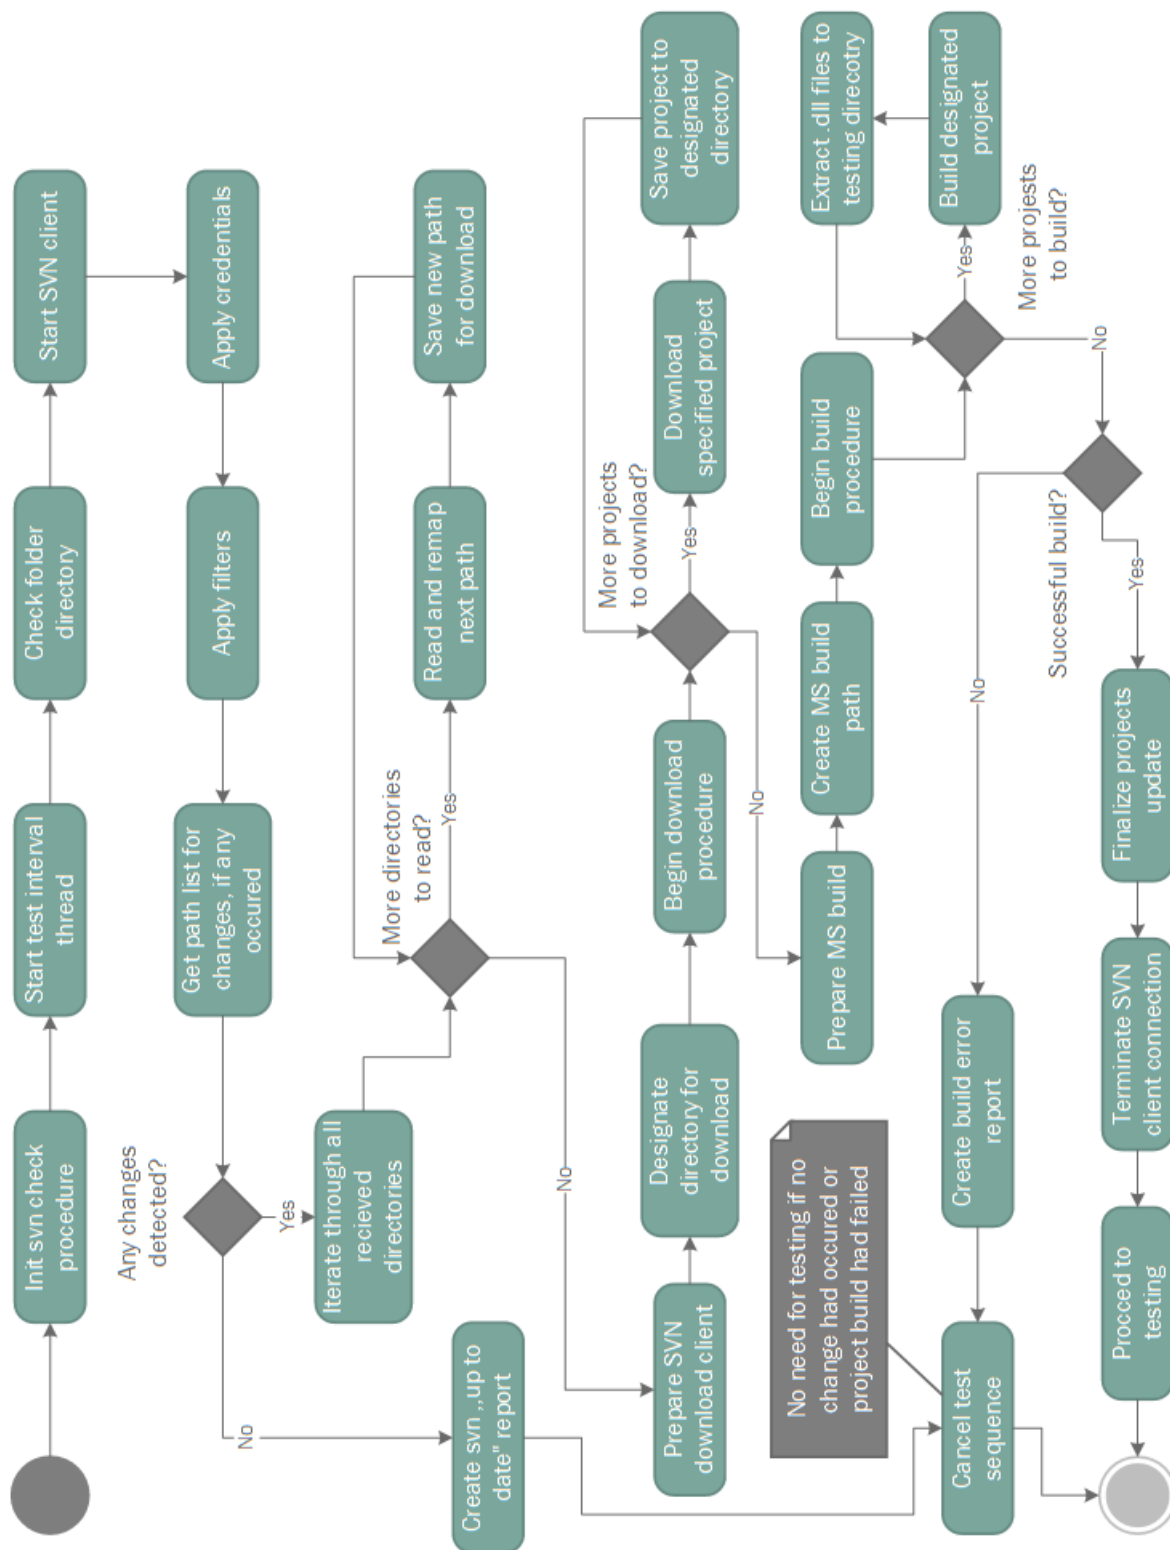 Init svn check
procedure
Start test interval
thread
Check folder
directory
Start SVN client
Apply credentials
Apply filters
Get path list for
changes, if any
occured
Any changes
detected?
Yes
No
Iterate through all
recieved
directories
More directories
to read?
Yes
No
Read and remap
next path
Save new path
for download
Create svn „up to
date" report
Prepare SVN
download client
Designate
directory for
download
Begin download
procedure
More projects
to download?
Yes
No
Download
specified project
Save project to
designated
directory
Prepare MS build
Create MS build
path
Begin build
procedure
Extract .dll files to
testing direcotry
Build designated
project
More projests
to build?
Yes
No
Successful build?
No
Yes
No need for testing if no
change had occured or
project build had failed
Create build error
report
Cancel test
sequence
Finalize projects
update
Terminate SVN
client connection
Procced to
testing